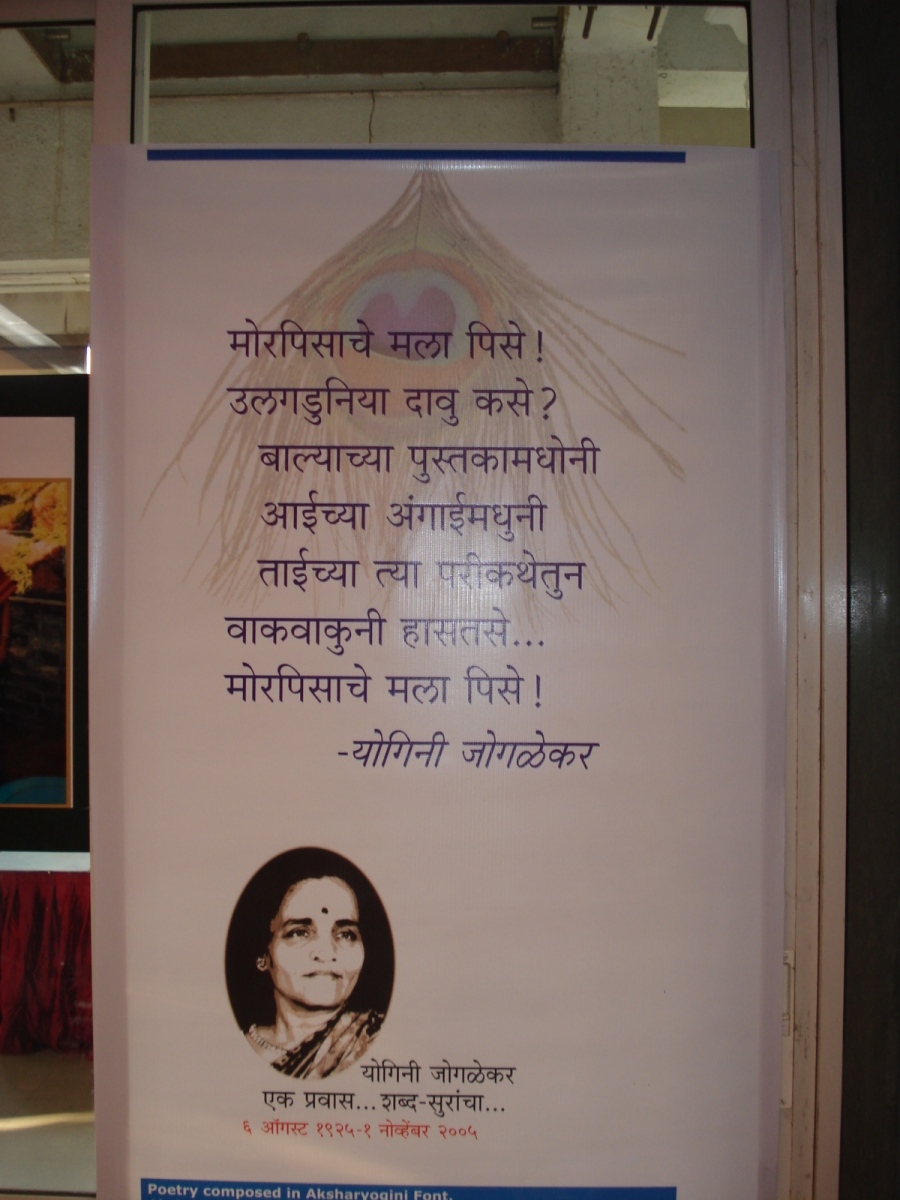 मोरपिसाचे मला पिसे!
उलगडुनिया दावु कसे?
बाल्याच्या पुस्तकामधोनी
आईच्या अंगाईमधुनी
ताईच्या त्या परीकथेतुन
वाकवाकुनी हासतसे...
मोरपिसाचे मला पिसे!
-योगिनी जोगळेकर
योगिनी जोगळेकर
एक प्रवास...शब्द-सुरांचा...
६ ऑगस्ट १९२५-१ नोव्हेंबर २००५
Poetry composed in Aksharyogini Font.